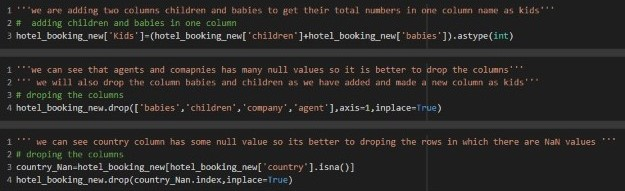 1 '''we are adding two columns children and babies to get their total numbers in one column name as kids'''
2 #  adding children and babies in one column
3 hotel_booking_new['Kids']=(hotel_booking_new['children']+hotel_booking_new['babies']).astype(int)
1 '''we can see that agents and comapnies has many null values so it is better to drop the columns'''
2 ''' we will also drop the column babies and children as we have added and made a new column as kids'''
3 # droping the columns
4 hotel_booking_new.drop(['babies','children','company','agent'],axis=1,inplace=True)
1 ''' we can see country column has some null value so its better to droping the rows in which there are NaN values '''
2 # droping the columns
3 country_Nan=hotel_booking_new[hotel_booking_new['country'].isna()]
4 hotel_booking_new.drop(country_Nan.index,inplace=True)